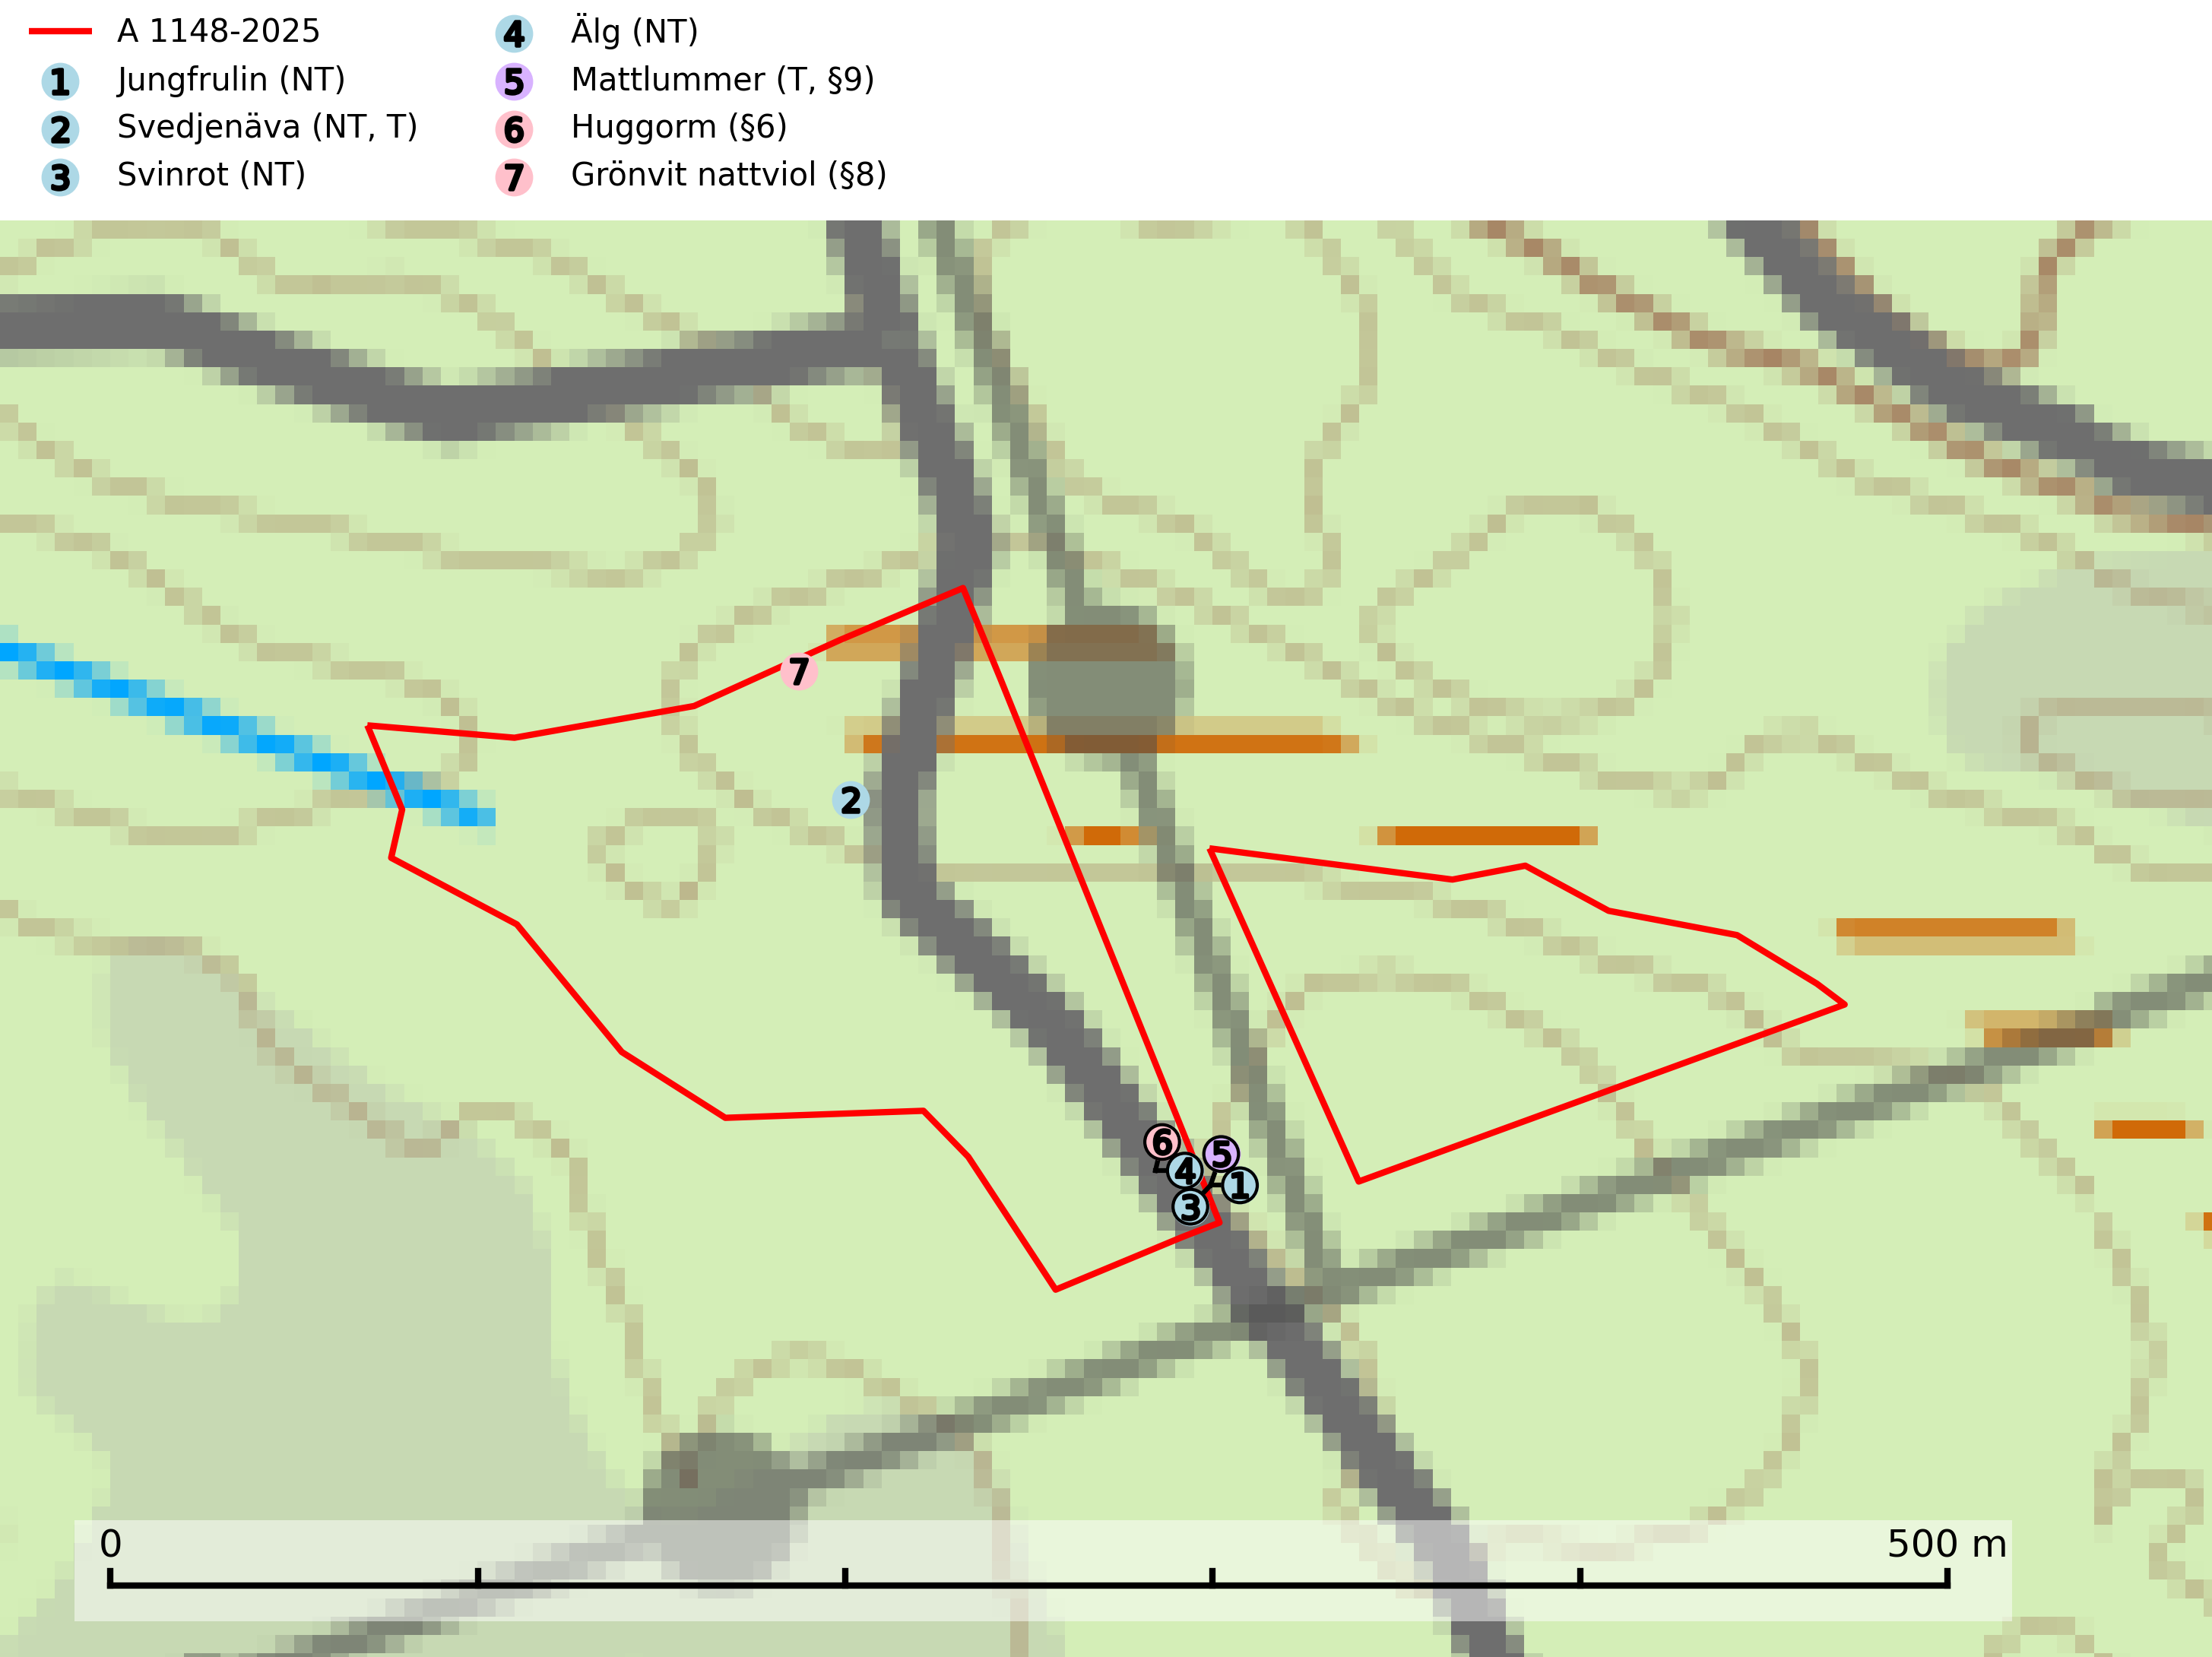 A 1148-2025
1 Jungfrulin (NT)
2 Svedjenäva (NT, T)
3 Svinrot (NT)
4 Älg (NT)
5 Mattlummer (T, §9)
6 Huggorm (§6)
7 Grönvit nattviol (§8)
7
2
6
5
4
1
3
0
500 m